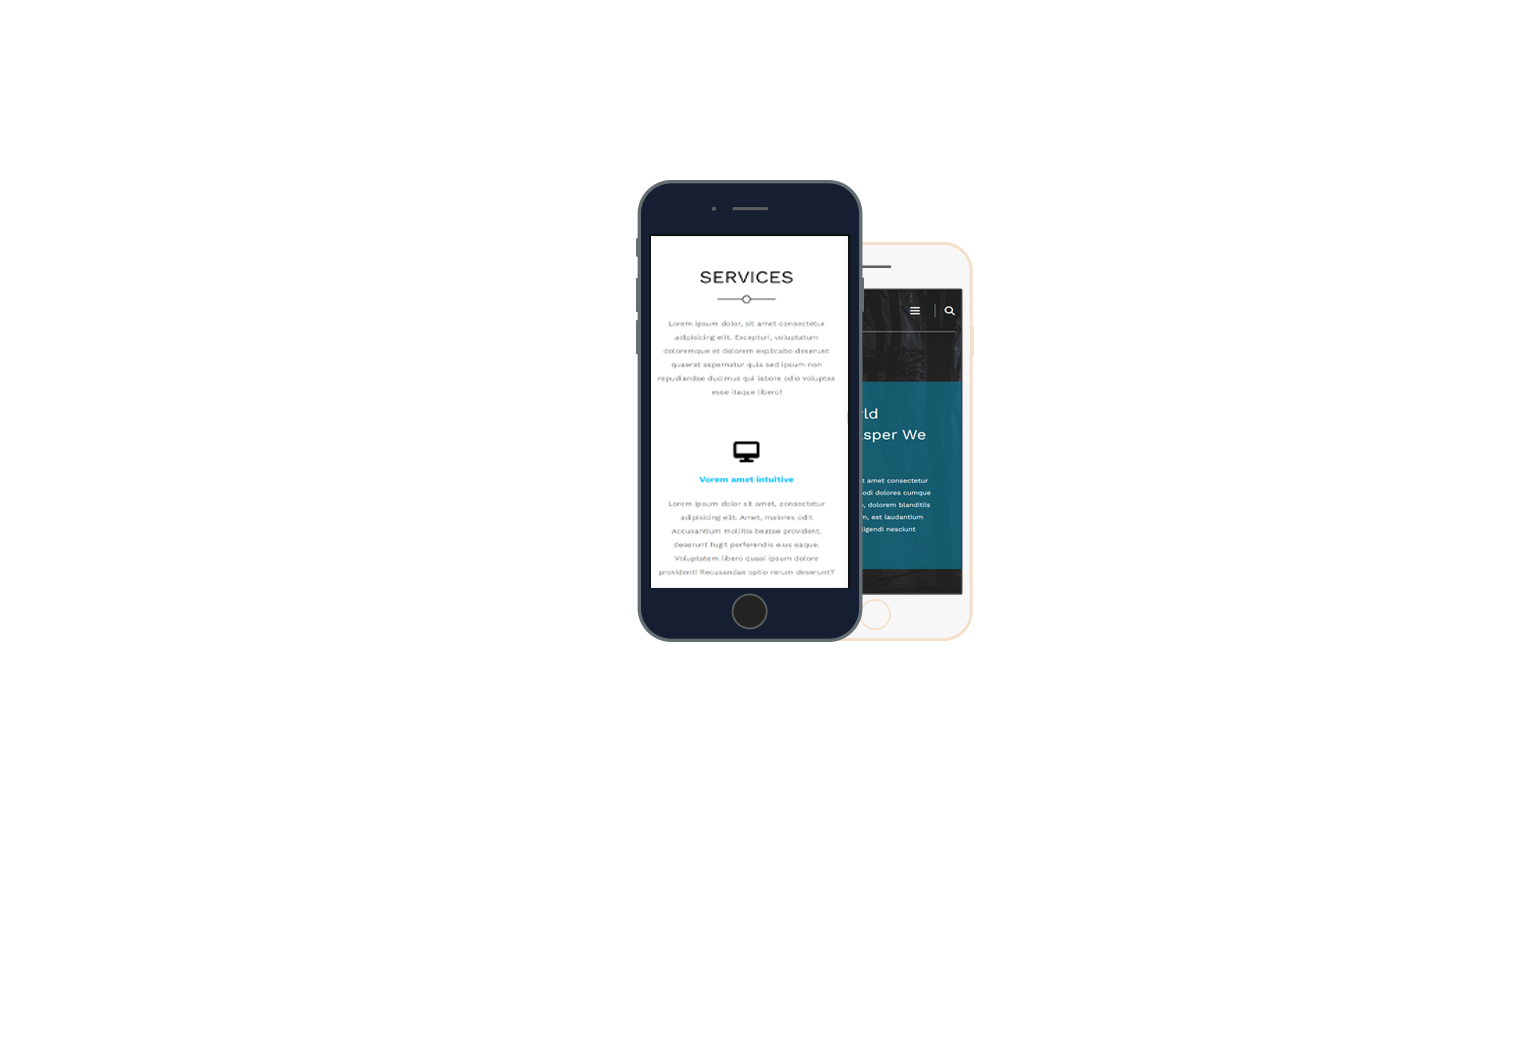 SERVICES
Lorem ipsum dolor, sit amet consectetur
adipisicing elit. Excepturi, voluptatum
doloremque et dolorem explicabo deserunt
quaerat aspernatur quia sed ipsum non
repudiandae ducimus qui labore odio voluptas
esse itaque libero!
Vorem amet intuitive
Lorem ipsum dolor sit amet, consectetur
adipisicing elit. Amet, maiores odit
Accusantium mollitia beatae provident,
deserunt fugit perferendis eius eaque.
Voluptatem libero quasi ipsum dolore
provident! Recusandae optio rerum deserunt?
rld
sper We
t amet consectetur
odi dolores cumque
, dolorem blanditiis
m, est laudantium
ligendi nesciunt